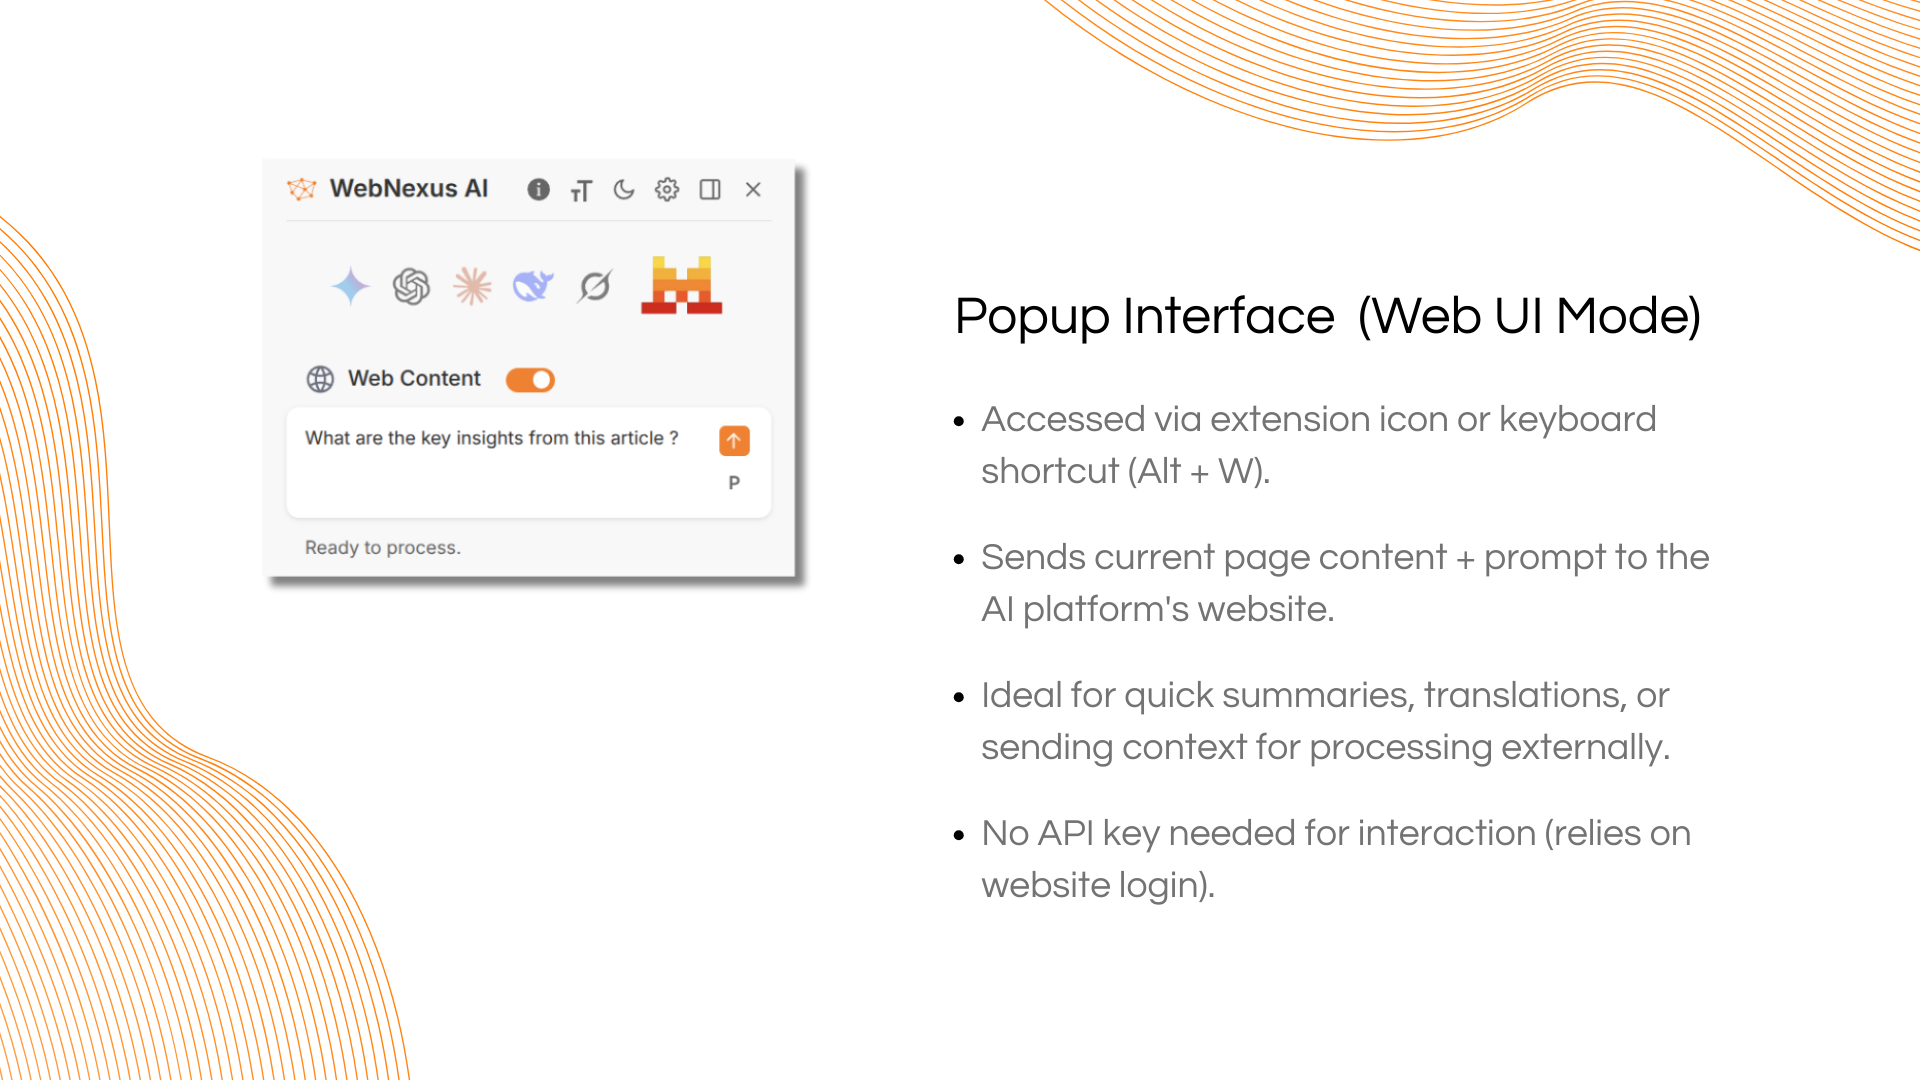 WebNexus AI
Web Content
What are the key insights from this article ?
P
Ready to process.
Popup Interface (Web UI Mode)
• Accessed via extension icon or keyboard
shortcut (Alt + W).
• Sends current page content + prompt to the
AI platform's website.
• Ideal for quick summaries, translations, or
sending context for processing externally.
• No API key needed for interaction (relies on
website login).